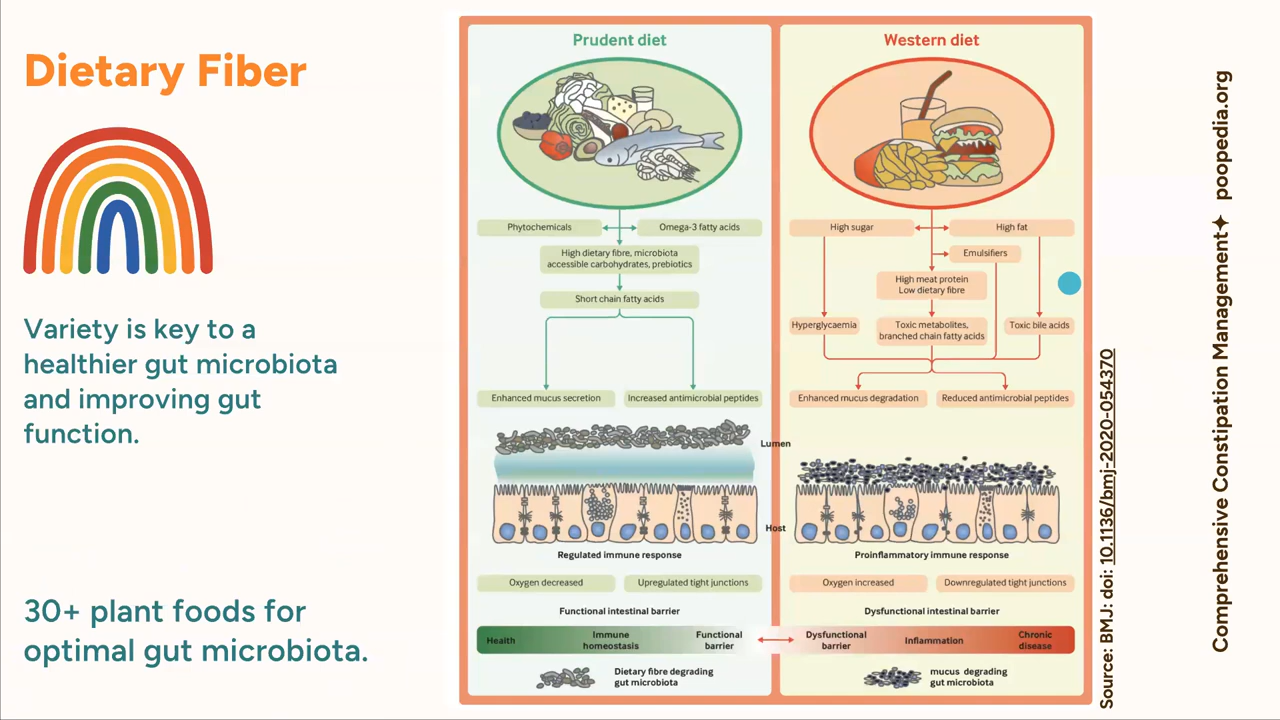 Dietary Fiber
Variety is key to a
healthier gut microbiota
and improving gut
function.
30+ plant foods for
optimal gut microbiota.
Prudent diet
Phytochemicals
Omega-3 fatty acids
High dietary fibre, microbiota
accessible carbohydrates, prebiotics
Short chain fatty acids
Enhanced mucus secretion
Increased antimicrobial peptides
Lumen
Host
Regulated immune response
Oxygen decreased
Upregulated tight junctions
Functional intestinal barrier
Western diet
High sugar
High fat
Emulsifiers
High meat protein
Low dietary fibre
Hyperglycaemia
Toxic metabolites,
branched chain fatty acids
Toxic bile acids
Enhanced mucus degradation
Reduced antimicrobial peptides
Proinflammatory immune response
Oxygen increased
Downregulated tight junctions
Dysfunctional intestinal barrier
Health
Immune
homeostasis
Functional
barrier
Dysfunctional
barrier
Inflammation
Chronic
disease
Dietary fibre degrading
gut microbiota
mucus degrading
gut microbiota
Source: BMJ: doi: 10.1136/bmj-2020-054370
Comprehensive Constipation Management✦ poopedia.org